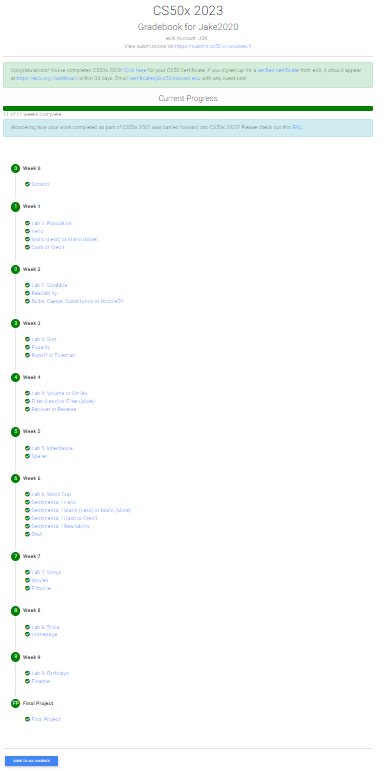 CS50x 2023
Gradebook for Jake2020
edX Account: JSK
View submissions on https://submit.cs50.io/courses/1
Congratulations! You've completed CS50x 2023! Click here for your CS50 Certificate. If you signed up for a verified certificate from edX, it should appear
at https://edx.org/dashboard within 30 days. Email certificates@cs50.harvard.edu with any questions!
Current Progress
11 of 11 weeks complete.
Wondering how your work completed as part of CS50x 2022 was carried forward into CS50x 2023? Please check out this FAQ.
0 Week 0
Scratch
1 Week 1
Lab 1: Population
Hello
Mario (Less) or Mario (More)
Cash or Credit
2 Week 2
Lab 2: Scrabble
Readability
Bulbs, Caesar, Substitution or Wordle50
3 Week 3
Lab 3: Sort
Plurality
Runoff or Tideman
4 Week 4
Lab 4: Volume or Smiley
Filter (Less) or Filter (More)
Recover or Reverse
5 Week 5
Lab 5: Inheritance
Speller
6 Week 6
Lab 6: World Cup
Sentimental / Hello
Sentimental / Mario (Less) or Mario (More)
Sentimental / Cash or Credit
Sentimental / Readability
DNA
7 Week 7
Lab 7: Songs
Movies
Fiftyville
8 Week 8
Lab 8: Trivia
Homepage
9 Week 9
Lab 9: Birthdays
Finance
FP Final Project
Final Project
BACK TO ALL COURSES